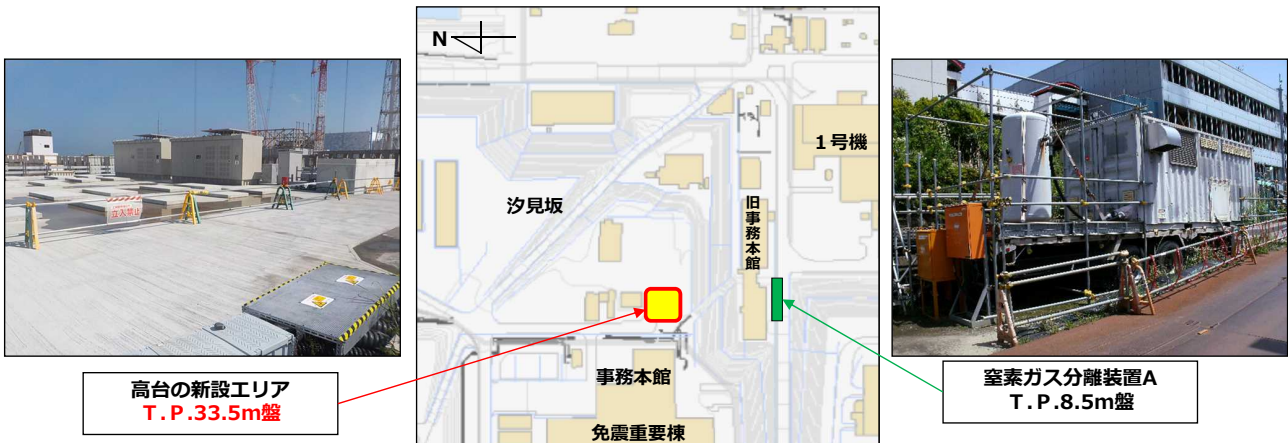 N
1号機
汐見坂
旧事務本館
事務本館
免震重要棟
立入禁止
高台の新設エリア
T.P.33.5m盤
窒素ガス分離装置A
T.P.8.5m盤